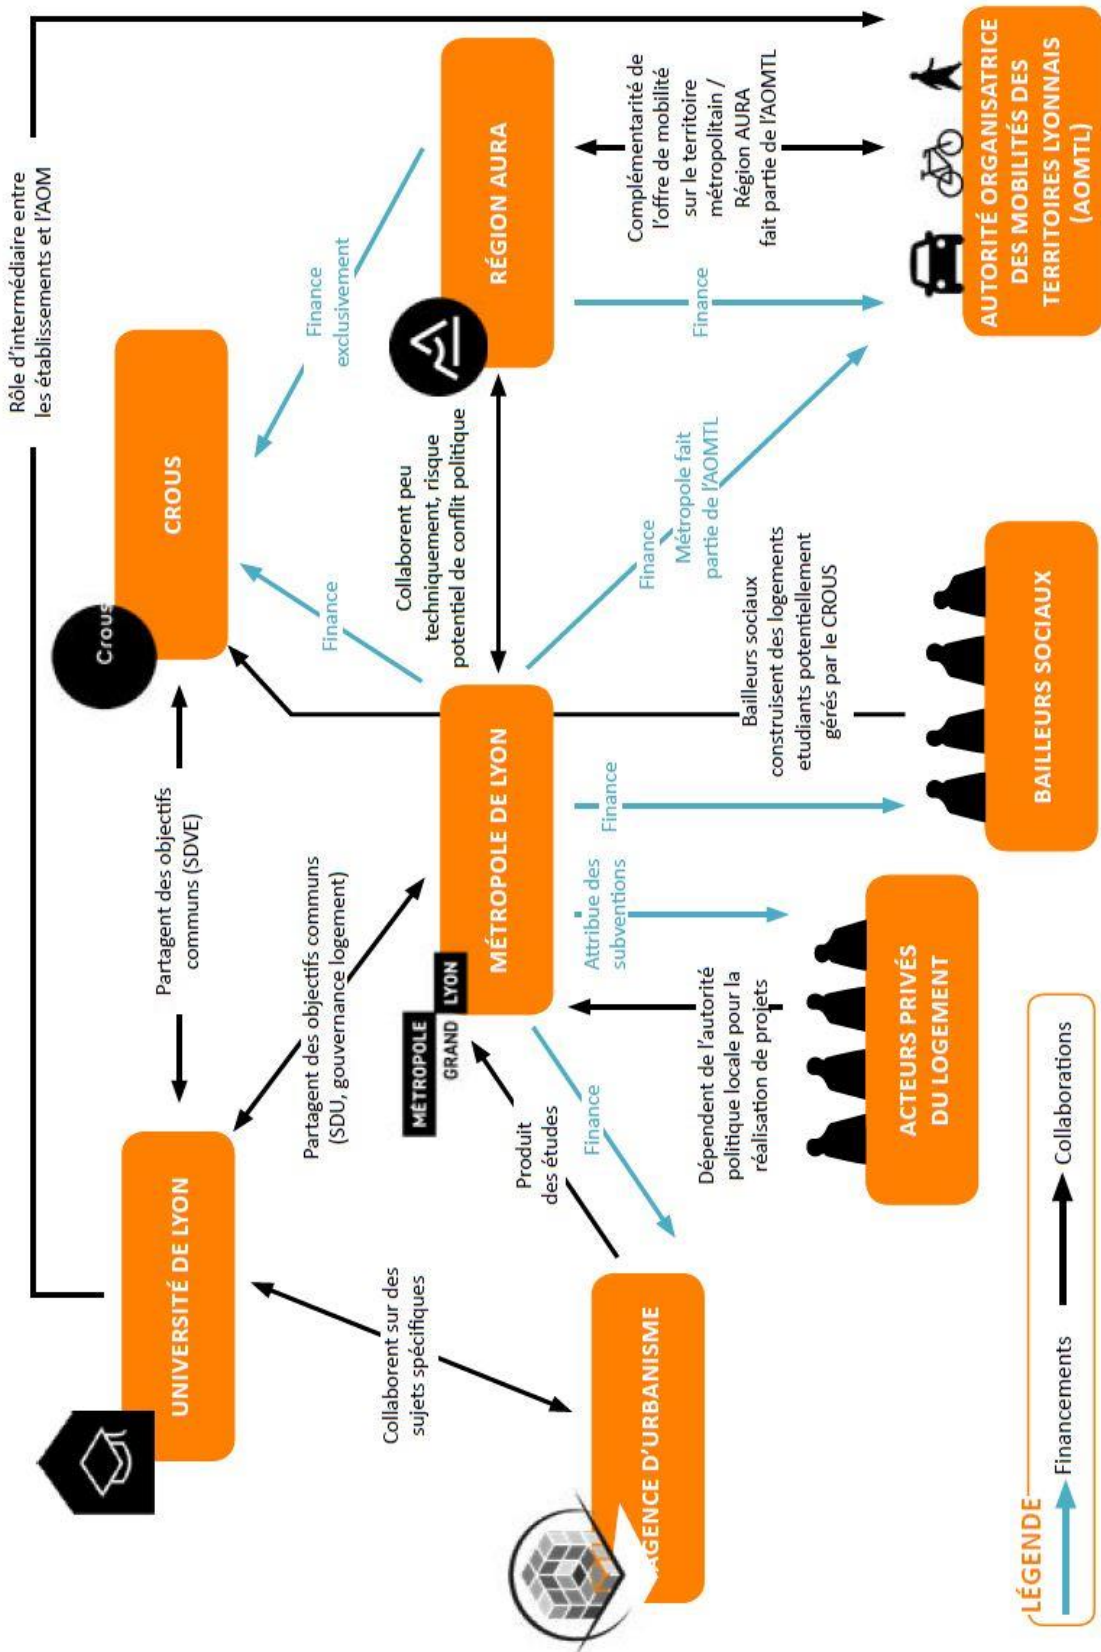 Rôle d'intermédiaire entre
les établissements et l'AOM
UNIVERSITÉ DE LYON
Partagent des objectifs
communs (SDVE)
Crous
CROUS
Collaborent sur des
sujets spécifiques
Partagent des objectifs communs
(SDU, gouvernance logement)
Finance
Finance
exclusivement
Collaborent peu
techniquement, risque
potentiel de conflit politique
MÉTROPOLE
GRAND LYON
MÉTROPOLE DE LYON
RÉGION AURA
Produit
des études
Finance
AGENCE D'URBANISME
Dépendent de l'autorité
politique locale pour la
réalisation de projets
Attribue des
subventions
Finance
Bailleurs sociaux
construisent des logements
etudiants potentiellement
gérés par le CROUS
Finance
Métropole fait
partie de l'AOMTL
Finance
Complémentarité de
l'offre de mobilité
sur le territoire
métropolitain /
Région AURA
fait partie de l'AOMTL
ACTEURS PRIVÉS
DU LOGEMENT
BAILLEURS SOCIAUX
AUTORITÉ ORGANISATRICE
DES MOBILITÉS DES
TERRITOIRES LYONNAIS
(AOMTL)
LÉGENDE
Financements
Collaborations